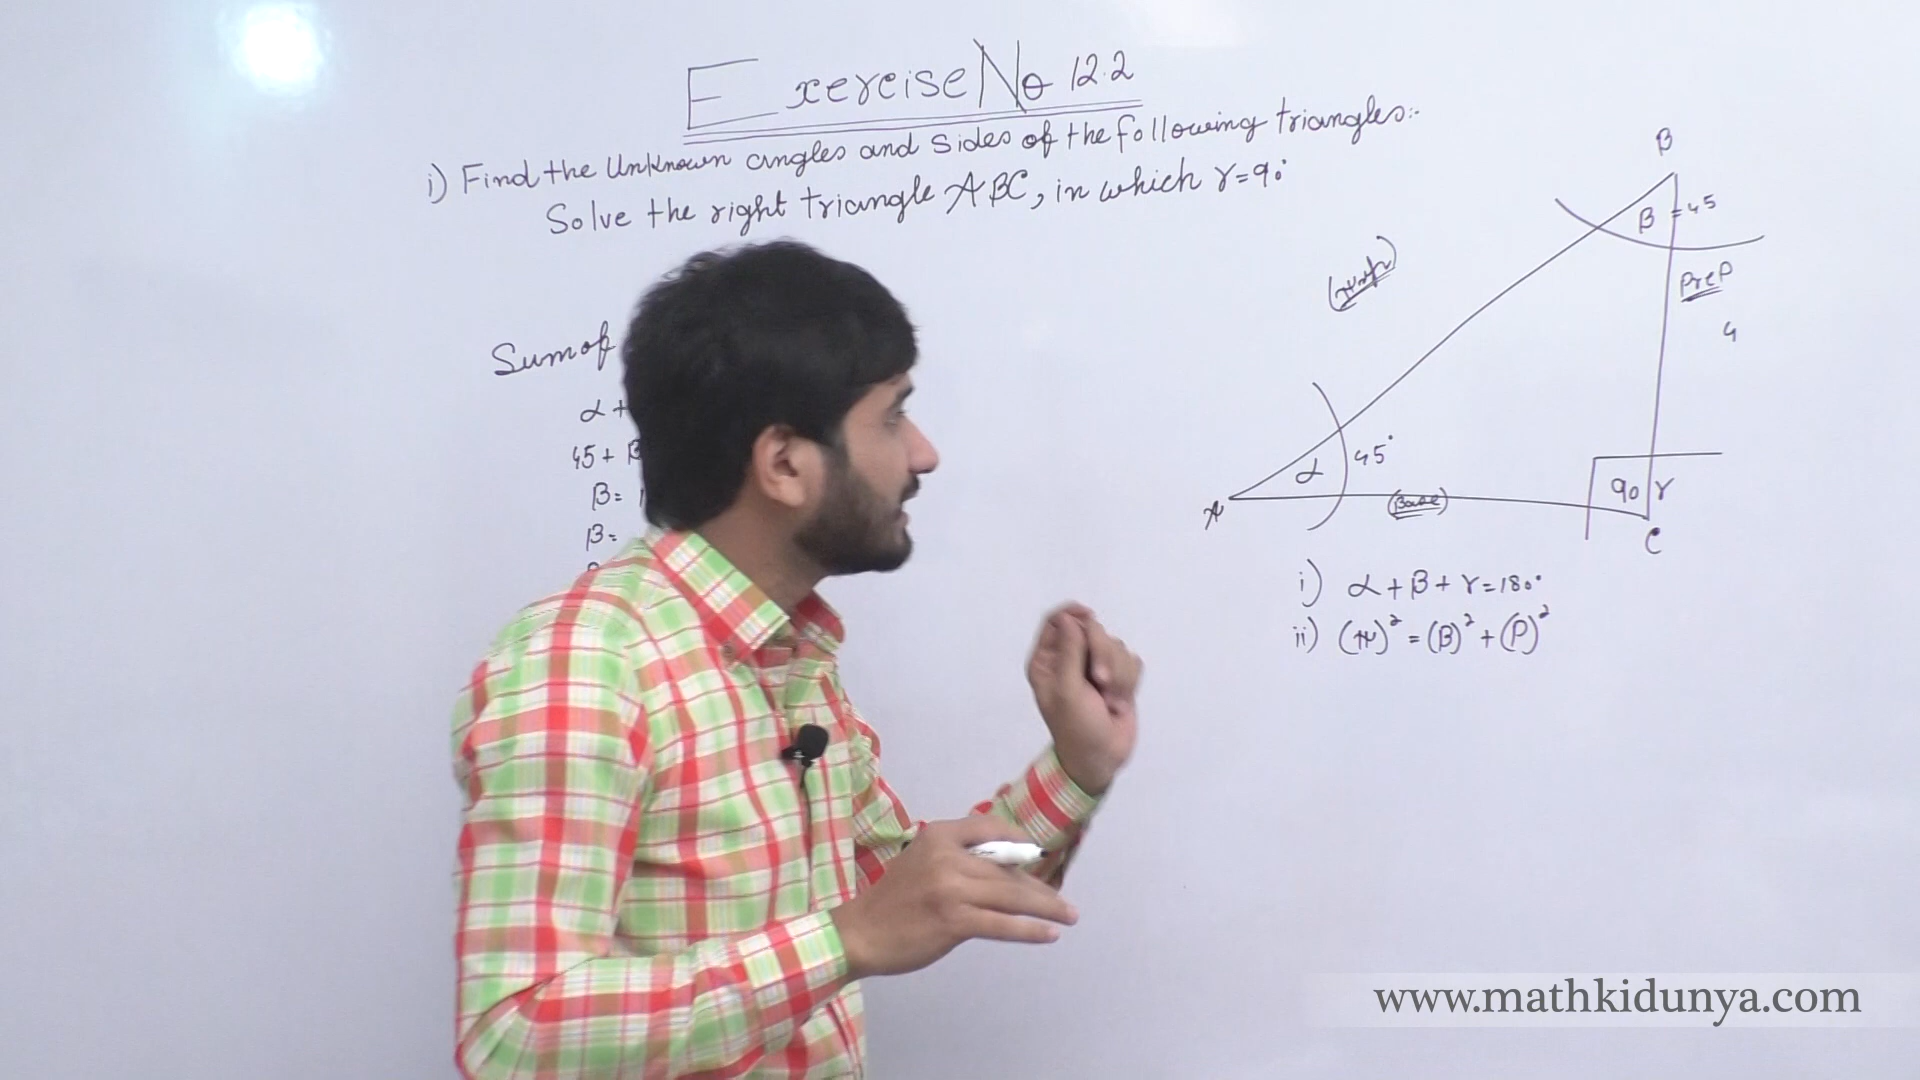 Exercise No 12.2
i) Find the Unknown angles and Sides of the following triangles:-
Solve the right triangle ABC, in which γ=90°
Sum of
α +
45 + β
β =
β =
B
β = 45
Prep
4
45°
α
A
(Base)
90 γ
C
i) α + β + γ = 180°
ii) (H)² = (B)² + (P)²
www.mathkidunya.com